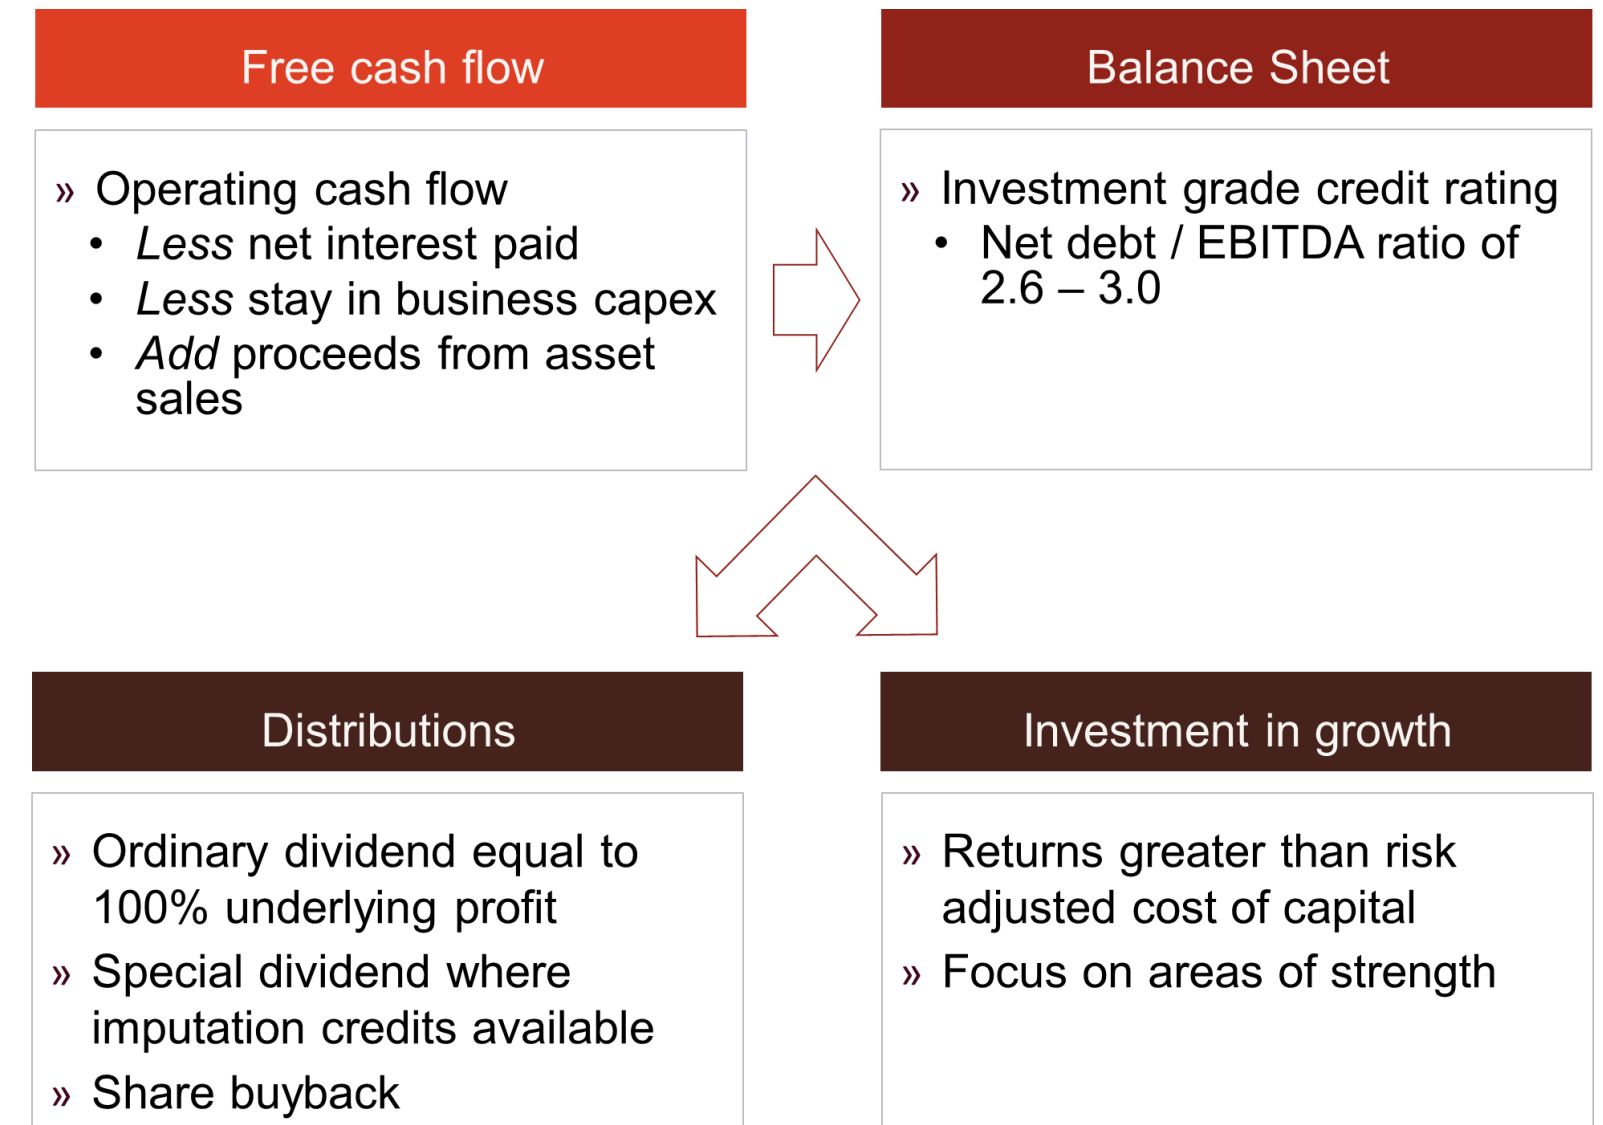 Free cash flow
» Operating cash flow
• Less net interest paid
• Less stay in business capex
• Add proceeds from asset
sales
Balance Sheet
» Investment grade credit rating
• Net debt / EBITDA ratio of
2.6 – 3.0
Distributions
» Ordinary dividend equal to
100% underlying profit
» Special dividend where
imputation credits available
» Share buyback
Investment in growth
» Returns greater than risk
adjusted cost of capital
» Focus on areas of strength